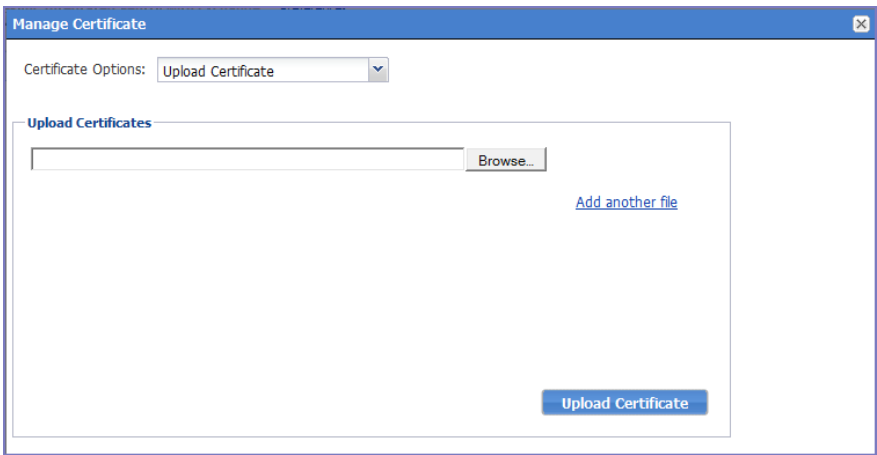 Manage Certificate
Certificate Options: Upload Certificate
Upload Certificates
Browse...
Add another file
Upload Certificate